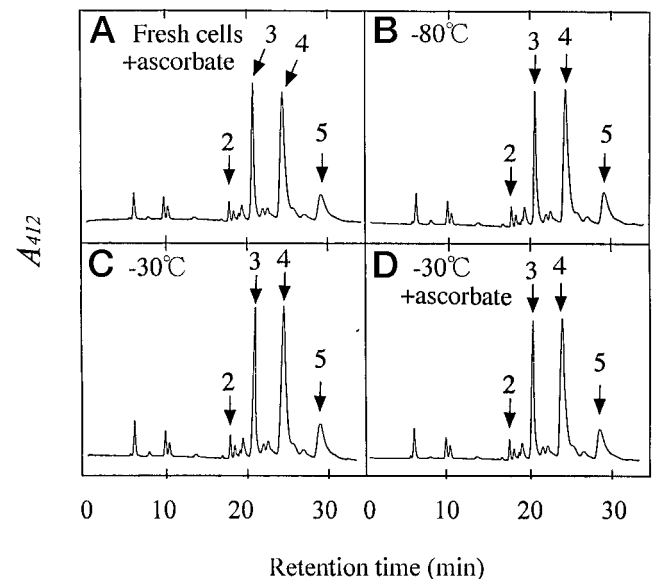 A Fresh cells
+ascorbate
3 4
2 5
B -80℃
3 4
2 5
A412
C -30℃
3 4
2 5
D -30℃
+ascorbate
3 4
2 5
0 10 20 30 0 10 20 30
Retention time (min)